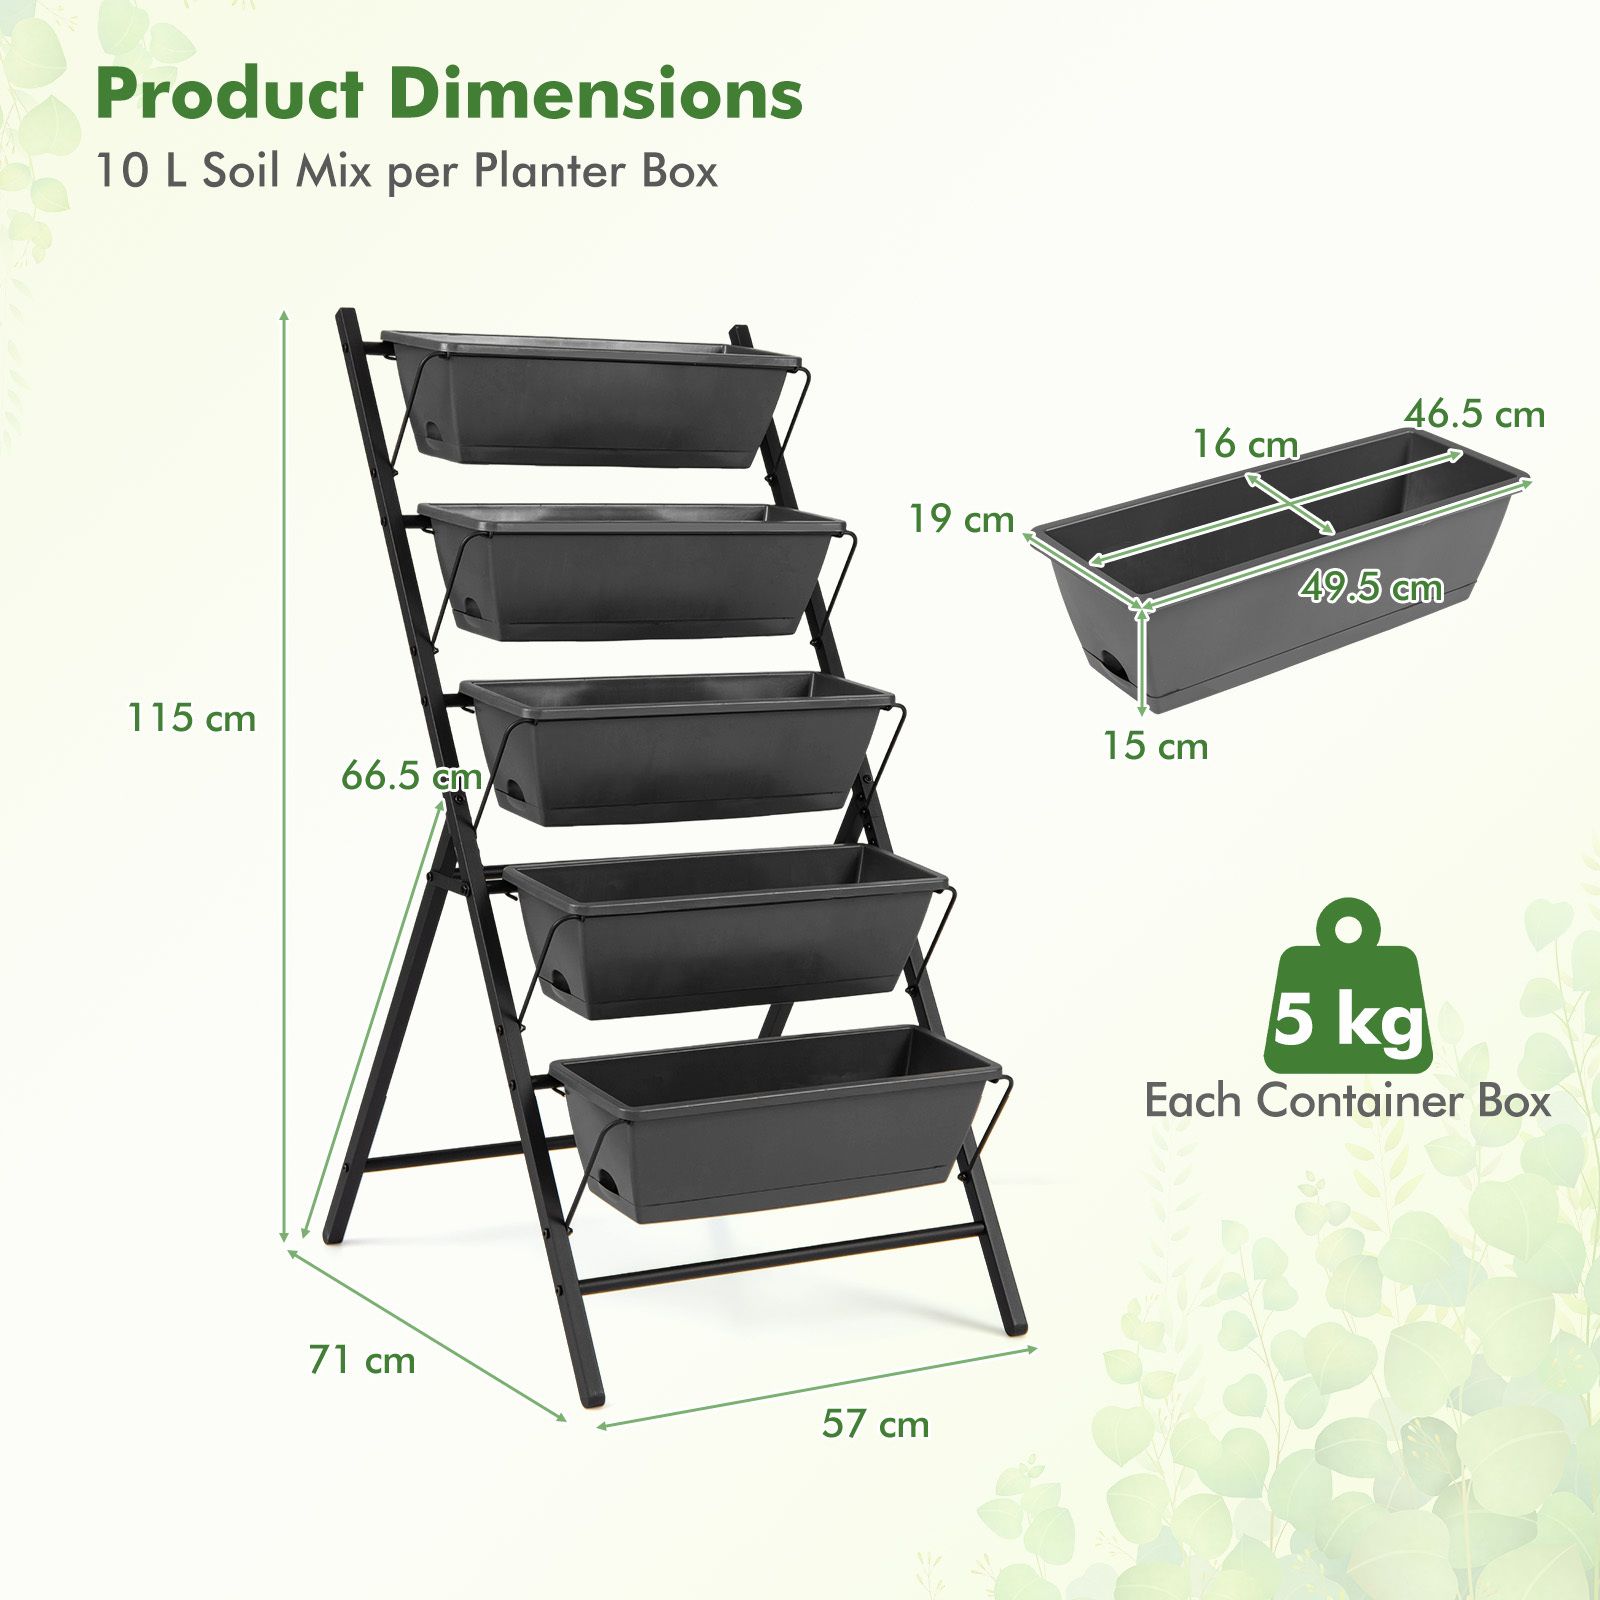 Product Dimensions
10 L Soil Mix per Planter Box
46.5 cm
16 cm
19 cm
49.5 cm
15 cm
115 cm
66.5 cm
5 kg
Each Container Box
71 cm
57 cm